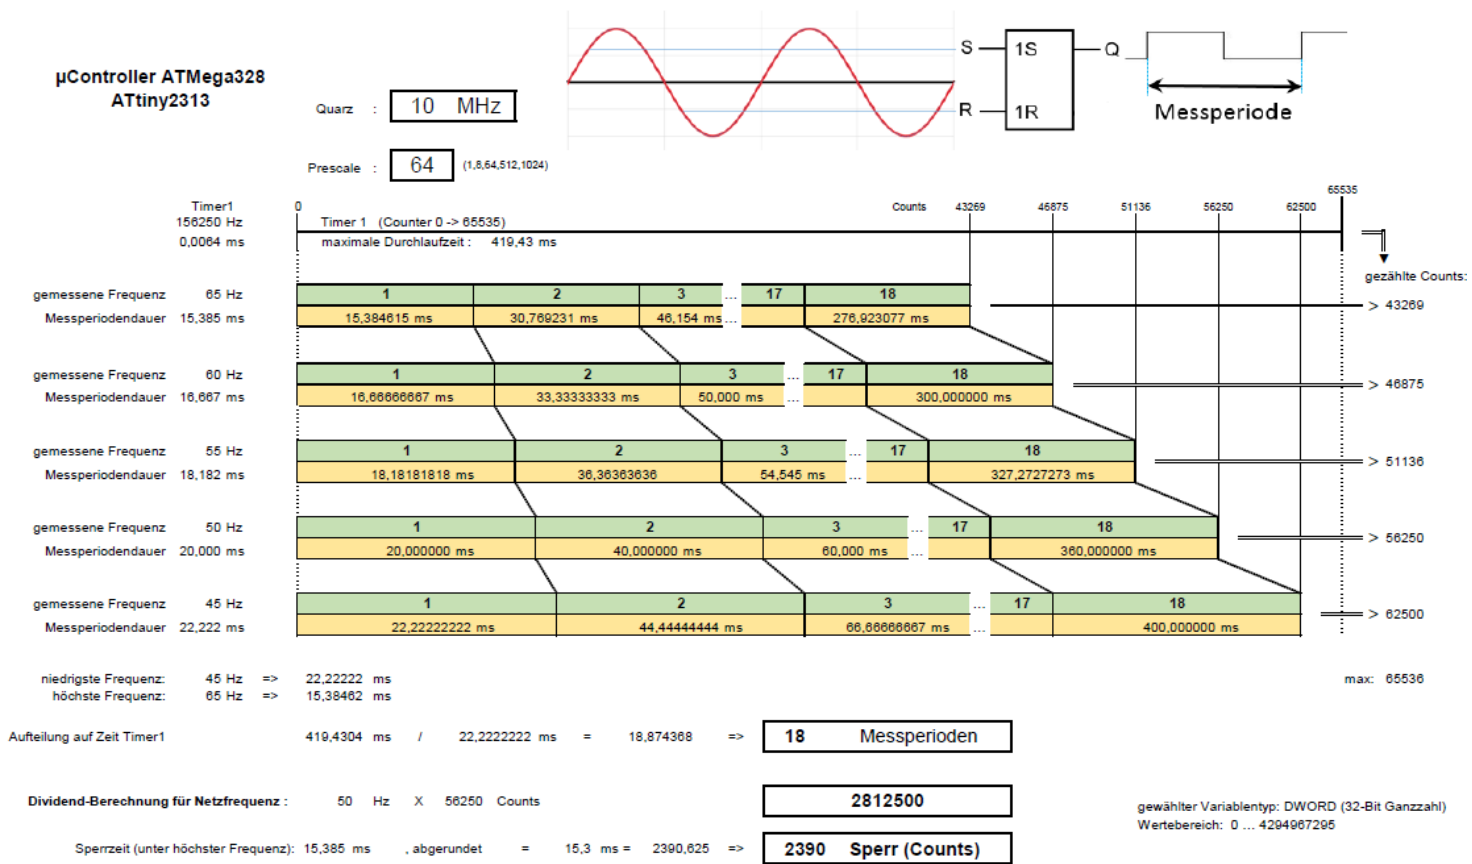 µController ATMega328
ATtiny2313
Quarz : 10 MHz
S 1S Q
R 1R
Messperiode
Prescale : 64 (1,8,64,512,1024)
65535
Timer1 0 Counts 43269 46875 51136 56250 62500
156250 Hz Timer 1 (Counter 0 -> 65535)
0,0064 ms maximale Durchlaufzeit : 419,43 ms
gezählte Counts:
gemessene Frequenz 65 Hz 1 2 3 ... 17 18
> 43269
Messperiodendauer 15,385 ms 15,384615 ms 30,769231 ms 46,154 ms ... 276,923077 ms
gemessene Frequenz 60 Hz 1 2 3 ... 17 18
> 46875
Messperiodendauer 16,667 ms 16,66666667 ms 33,33333333 ms 50,000 ms ... 300,000000 ms
gemessene Frequenz 55 Hz 1 2 3 ... 17 18
> 51136
Messperiodendauer 18,182 ms 18,18181818 ms 36,36363636 54,545 ms ... 327,2727273 ms
gemessene Frequenz 50 Hz 1 2 3 ... 17 18
> 56250
Messperiodendauer 20,000 ms 20,000000 ms 40,000000 ms 60,000 ms ... 360,000000 ms
gemessene Frequenz 45 Hz 1 2 3 ... 17 18
> 62500
Messperiodendauer 22,222 ms 22,22222222 ms 44,44444444 ms 66,66666667 ms ... 400,000000 ms
niedrigste Frequenz: 45 Hz => 22,22222 ms max: 65536
höchste Frequenz: 65 Hz => 15,38462 ms
Aufteilung auf Zeit Timer1 419,4304 ms / 22,2222222 ms = 18,874368 => 18 Messperioden
Dividend-Berechnung für Netzfrequenz : 50 Hz X 56250 Counts 2812500
gewählter Variablentyp: DWORD (32-Bit Ganzzahl)
Wertebereich: 0 ... 4294967295
Sperrzeit (unter höchster Frequenz): 15,385 ms , abgerundet = 15,3 ms = 2390,625 => 2390 Sperr (Counts)